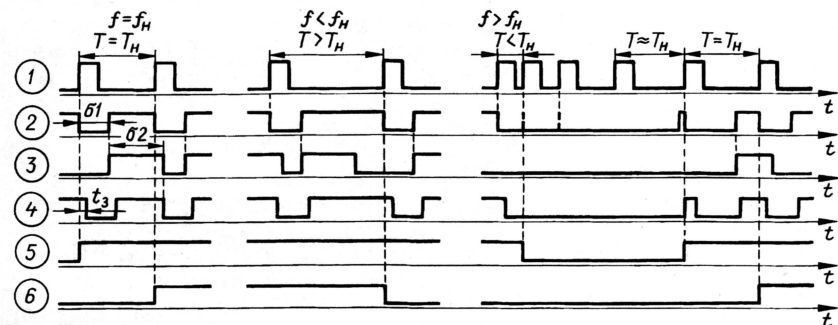 f=fн f<fн f>fн
T=Tн T>Tн T<Tн T≈Tн T=Tн
1 t
2 б1 t
б2
3 t
4 tз t
5 t
6 t